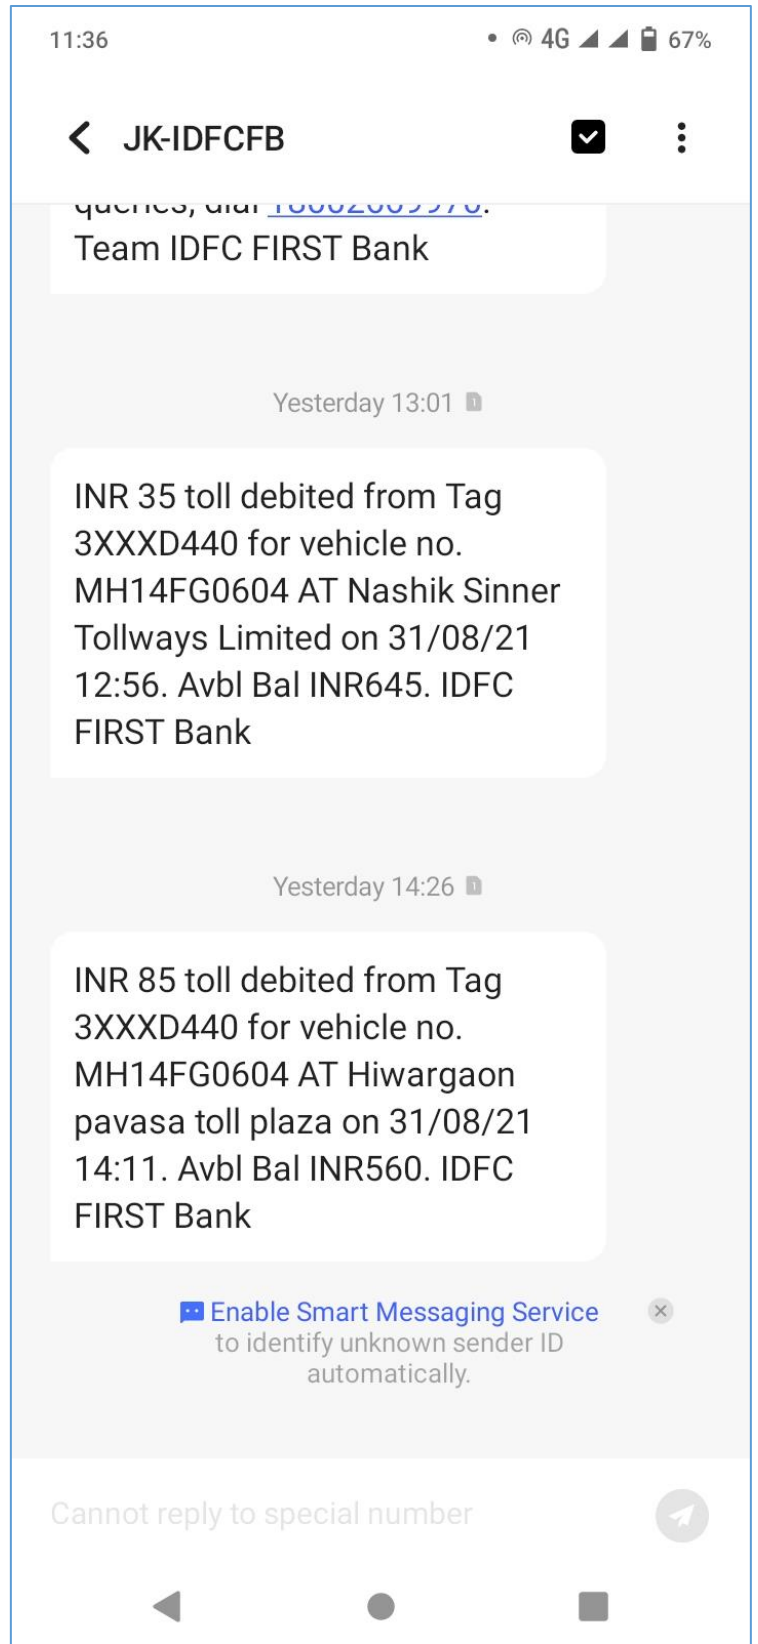 11:36
4G 67%
JK-IDFCFB
queries, dial 18002669970.
Team IDFC FIRST Bank
Yesterday 13:01
INR 35 toll debited from Tag
3XXXD440 for vehicle no.
MH14FG0604 AT Nashik Sinner
Tollways Limited on 31/08/21
12:56. Avbl Bal INR645. IDFC
FIRST Bank
Yesterday 14:26
INR 85 toll debited from Tag
3XXXD440 for vehicle no.
MH14FG0604 AT Hiwargaon
pavasa toll plaza on 31/08/21
14:11. Avbl Bal INR560. IDFC
FIRST Bank
Enable Smart Messaging Service
to identify unknown sender ID
automatically.
Cannot reply to special number